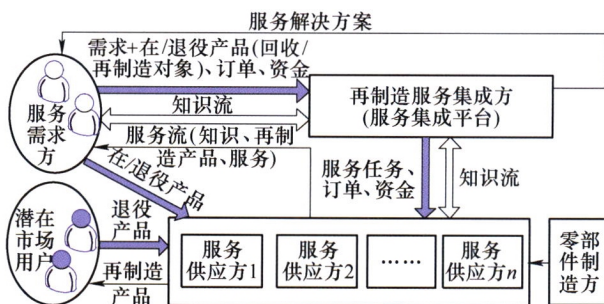 服务解决方案
需求+在/退役产品(回收/
再制造对象)、订单、资金
知识流
服务
需求
方
再制造服务集成方
(服务集成平台)
服务流(知识、再制
造产品、服务)
在/退役产品
服务任务、
订单、资金
知识流
潜在
市场
用户
退役
产品
再制造
产品
服务
供应方1
服务
供应方2
……
服务
供应方n
零部
件制
造方